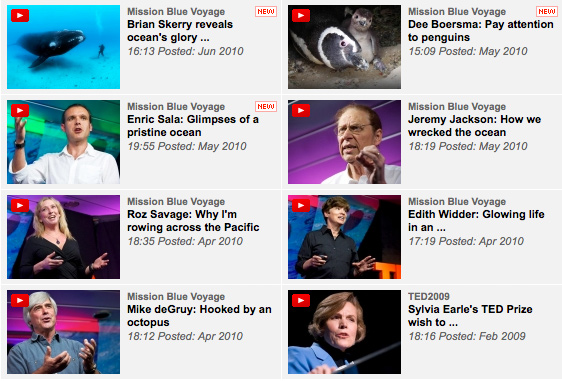 Mission Blue Voyage NEW
Brian Skerry reveals
ocean's glory ...
16:13 Posted: Jun 2010
Mission Blue Voyage NEW
Dee Boersma: Pay attention
to penguins
15:09 Posted: May 2010
Mission Blue Voyage NEW
Enric Sala: Glimpses of a
pristine ocean
19:55 Posted: May 2010
Mission Blue Voyage
Jeremy Jackson: How we
wrecked the ocean
18:19 Posted: May 2010
Mission Blue Voyage
Roz Savage: Why I'm
rowing across the Pacific
18:35 Posted: Apr 2010
Mission Blue Voyage
Edith Widder: Glowing life
in an ...
17:19 Posted: Apr 2010
Mission Blue Voyage
Mike deGruy: Hooked by an
octopus
18:12 Posted: Apr 2010
TED2009
Sylvia Earle's TED Prize
wish to ...
18:16 Posted: Feb 2009